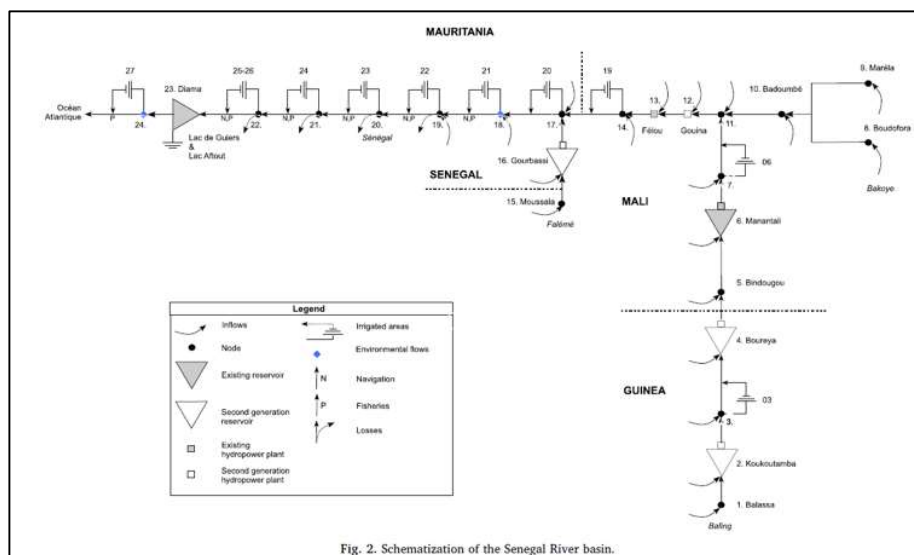 MAURITANIA
27
25-26
24
23
22
21
20
19
9. Maréla
23. Diama
10. Badoumbé
13.
12.
Océan
Atlantique
P
24.
N,P
22.
N,P
21.
N,P
20.
N,P
19.
N,P
18.
17.
14.
Félou
Gouina
11.
8. Boudofora
Lac de Guiers
& Lac Aftout
Sénégal
16. Gourbassi
06
SENEGAL
7.
Bakoye
15. Moussala
MALI
Falémé
6. Manantali
5. Bindougou
Legend
Inflows
Node
Existing reservoir
Second generation
reservoir
Existing
hydropower plant
Second generation
hydropower plant
Irrigated areas
Environmental flows
N
Navigation
P
Fisheries
Losses
4. Boureya
GUINEA
03
3.
2. Koukoutamba
1. Balassa
Bafing
Fig. 2. Schematization of the Senegal River basin.